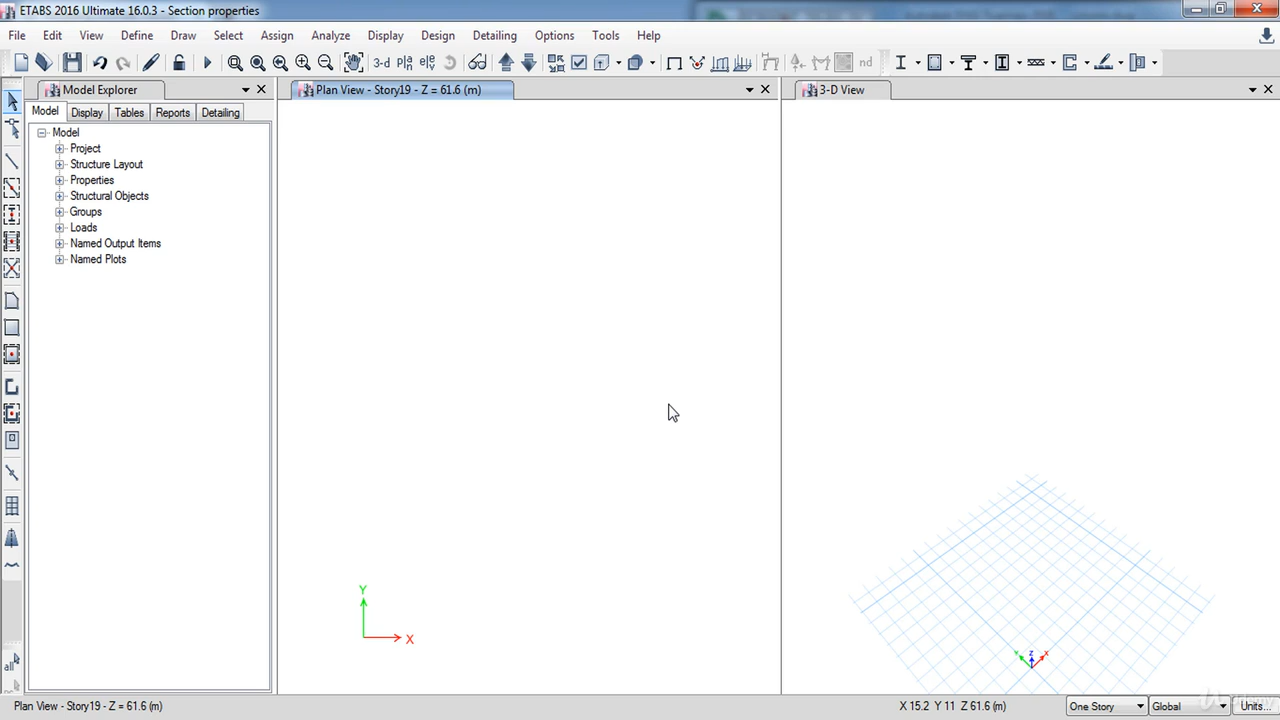 ETABS 2016 Ultimate 16.0.3 - Section properties
File Edit View Define Draw Select Assign Analyze Display Design Detailing Options Tools Help
3-d nd
Model Explorer
Plan View - Story19 - Z = 61.6 (m)
3-D View
Model Display Tables Reports Detailing
Model
Project
Structure Layout
Properties
Structural Objects
Groups
Loads
Named Output Items
Named Plots
Y
X
Y Z X
all
Plan View - Story19 - Z = 61.6 (m)
X 15.2 Y 11 Z 61.6 (m)
One Story
Global
Units...